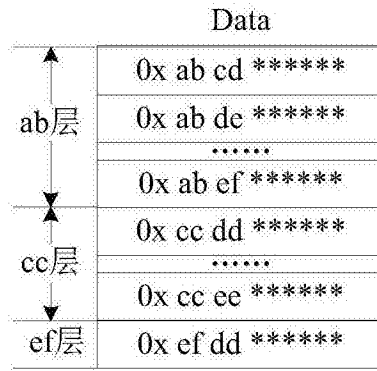 Data
0x ab cd ******
0x ab de ******
ab层
……
0x ab ef ******
0x cc dd ******
cc层
……
0x cc ee ******
ef层
0x ef dd ******